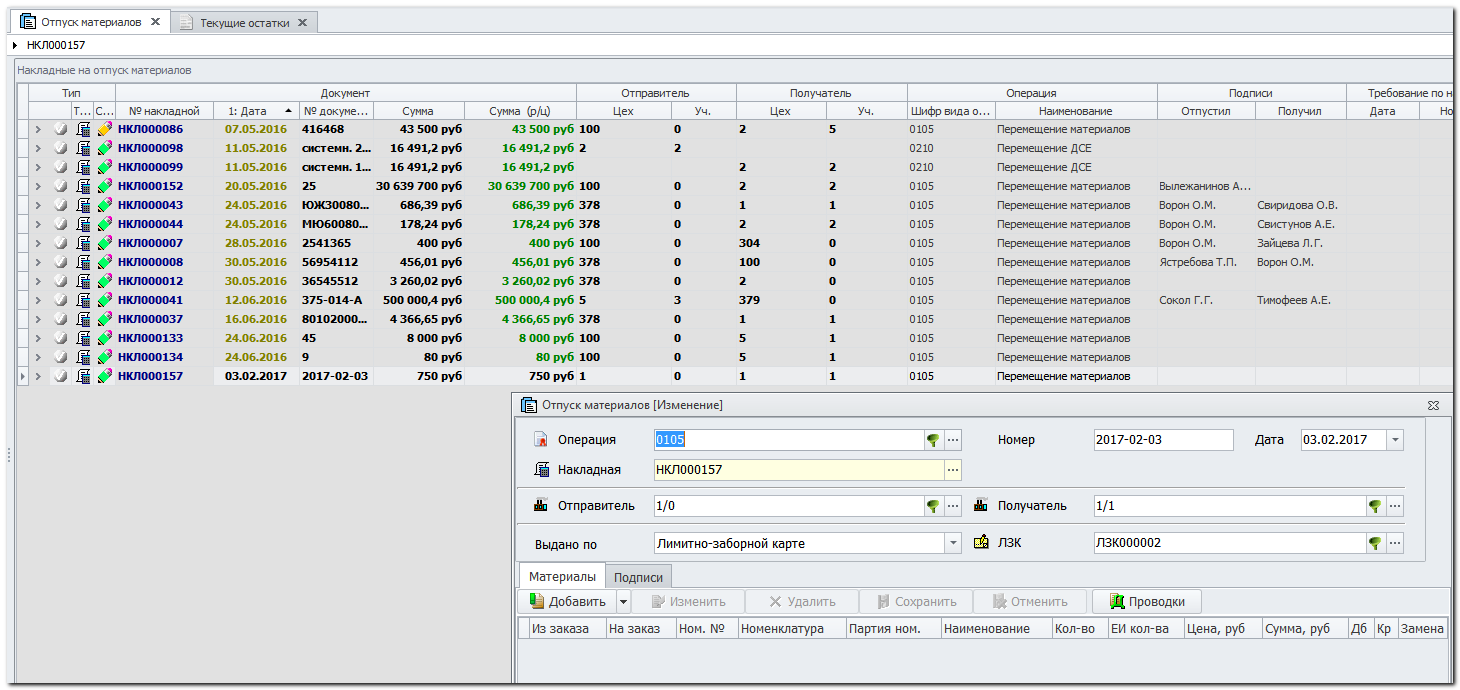 Отпуск материалов Текущие остатки
НКЛ000157
Накладные на отпуск материалов
Тип Документ Отправитель Получатель Операция Подписи Требование по н
Т... С... № накладной 1: Дата № докуме... Сумма Сумма (р/ц) Цех Уч. Цех Уч. Шифр вида о... Наименование Отпустил Получил Дата Но
НКЛ000086 07.05.2016 416468 43 500 руб 43 500 руб 100 0 2 5 0105 Перемещение материалов
НКЛ000098 11.05.2016 системн. 2... 16 491,2 руб 16 491,2 руб 2 2 0210 Перемещение ДСЕ
НКЛ000099 11.05.2016 системн. 1... 16 491,2 руб 16 491,2 руб 2 2 0210 Перемещение ДСЕ
НКЛ000152 20.05.2016 25 30 639 700 руб 30 639 700 руб 100 0 2 2 0105 Перемещение материалов Вылежанинов А...
НКЛ000043 24.05.2016 ЮЖ30080... 686,39 руб 686,39 руб 378 0 1 1 0105 Перемещение материалов Ворон О.М. Свиридова О.В.
НКЛ000044 24.05.2016 МЮ60080... 178,24 руб 178,24 руб 378 0 2 2 0105 Перемещение материалов Ворон О.М. Свистунов А.Е.
НКЛ000007 28.05.2016 2541365 400 руб 400 руб 100 0 304 0 0105 Перемещение материалов Ворон О.М. Зайцева Л.Г.
НКЛ000008 30.05.2016 56954112 456,01 руб 456,01 руб 378 0 100 0 0105 Перемещение материалов Ястребова Т.П. Ворон О.М.
НКЛ000012 30.05.2016 36545512 3 260,02 руб 3 260,02 руб 378 0 2 0 0105 Перемещение материалов
НКЛ000041 12.06.2016 375-014-А 500 000,4 руб 500 000,4 руб 5 3 379 0 0105 Перемещение материалов Сокол Г.Г. Тимофеев А.Е.
НКЛ000037 16.06.2016 80102000... 4 366,65 руб 4 366,65 руб 378 0 1 1 0105 Перемещение материалов
НКЛ000133 24.06.2016 45 8 000 руб 8 000 руб 100 0 5 1 0105 Перемещение материалов
НКЛ000134 24.06.2016 9 80 руб 80 руб 100 0 5 1 0105 Перемещение материалов
НКЛ000157 03.02.2017 2017-02-03 750 руб 750 руб 1 0 1 1 0105 Перемещение материалов
Отпуск материалов [Изменение]
Операция 0105 Номер 2017-02-03 Дата 03.02.2017
Накладная НКЛ000157
Отправитель 1/0 Получатель 1/1
Выдано по Лимитно-заборной карте ЛЗК ЛЗК000002
Материалы Подписи
Добавить Изменить Удалить Сохранить Отменить Проводки
Из заказа На заказ Ном. № Номенклатура Партия ном. Наименование Кол-во ЕИ кол-ва Цена, руб Сумма, руб Дб Кр Замена